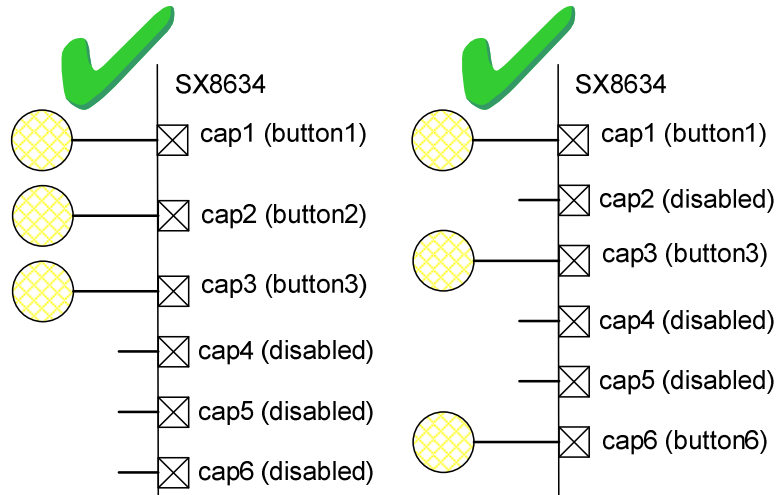 SX8634
cap1 (button1)
cap2 (button2)
cap3 (button3)
cap4 (disabled)
cap5 (disabled)
cap6 (disabled)
SX8634
cap1 (button1)
cap2 (disabled)
cap3 (button3)
cap4 (disabled)
cap5 (disabled)
cap6 (button6)